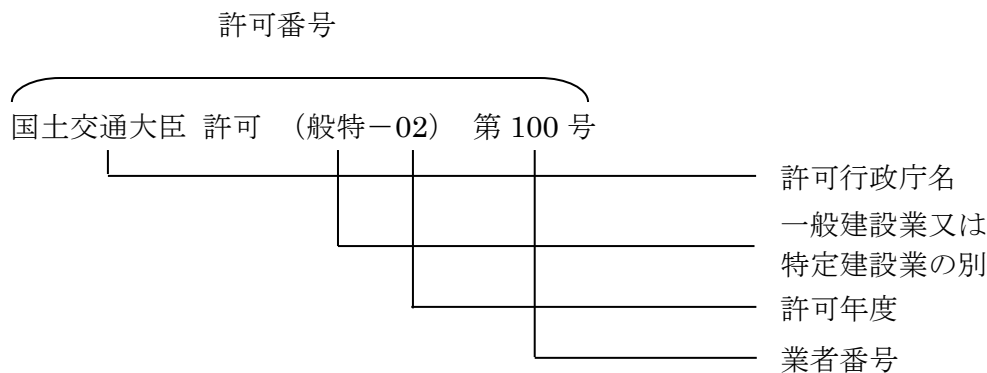 許可番号
国土交通大臣 許可 （般特－02） 第 100 号
許可行政庁名
一般建設業又は
特定建設業の別
許可年度
業者番号